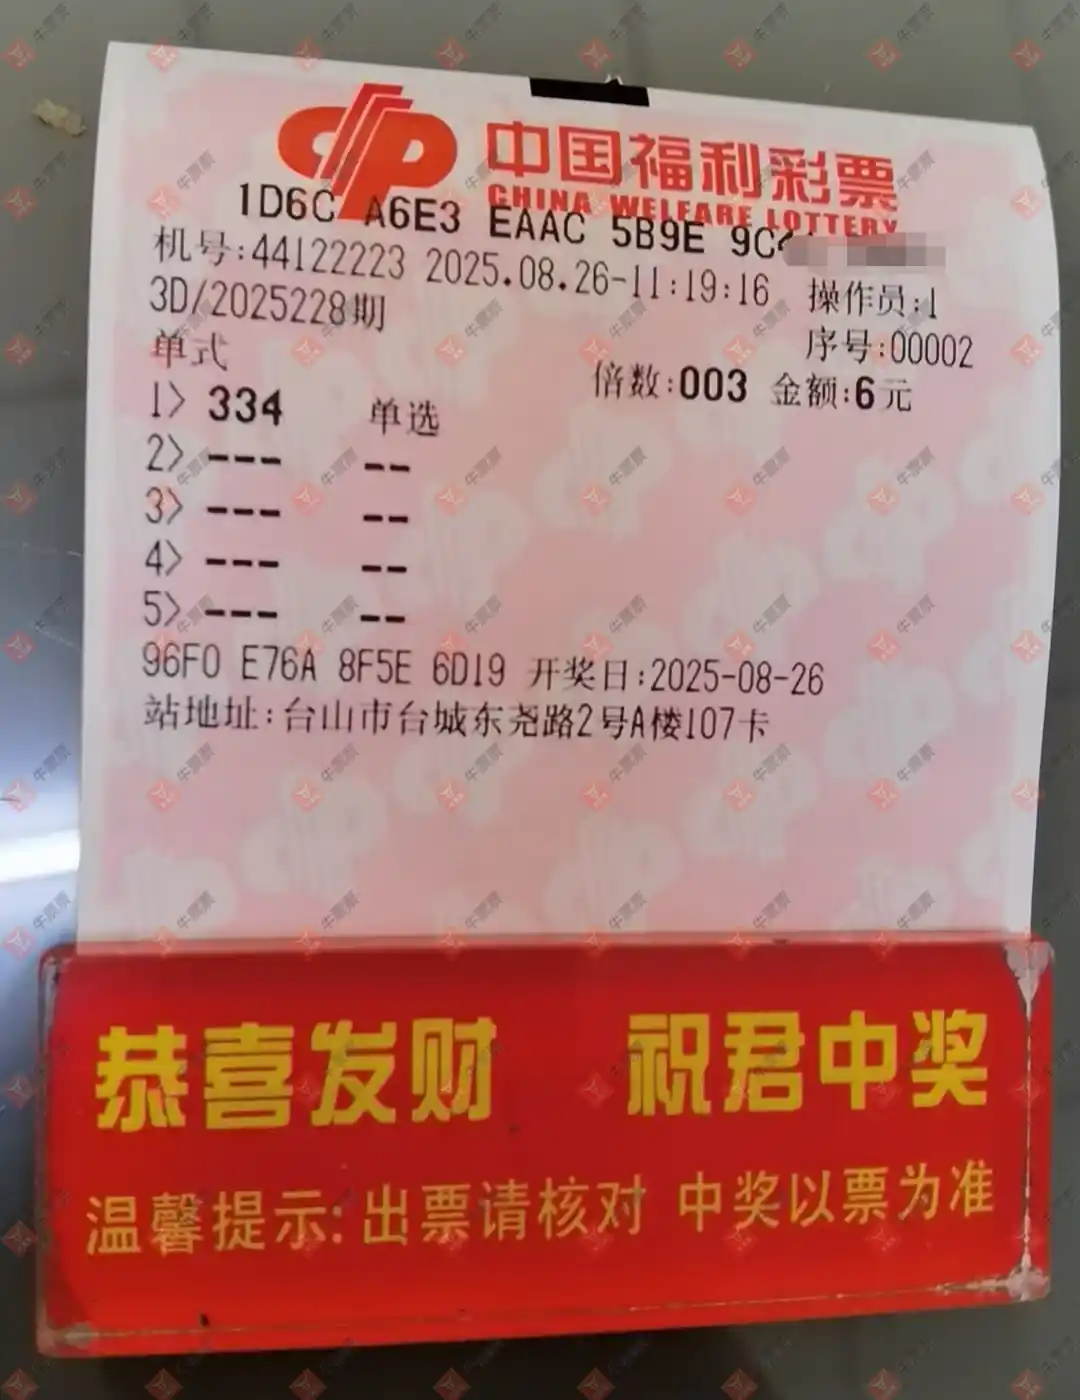 中国福利彩票
CHINA WELFARE LOTTERY
1D6C A6E3 EAAC 5B9E 9C
机号:44122223 2025.08.26-11:19:16 操作员:1
3D/2025228期 序号:00002
单式 倍数:003 金额:6元
1> 334 单选
2> --- --
3> --- --
4> --- --
5> --- --
96F0 E76A 8F5E 6D19 开奖日:2025-08-26
站地址:台山市台城东尧路2号A楼107卡
恭喜发财 祝君中奖
温馨提示:出票请核对 中奖以票为准
牛票票